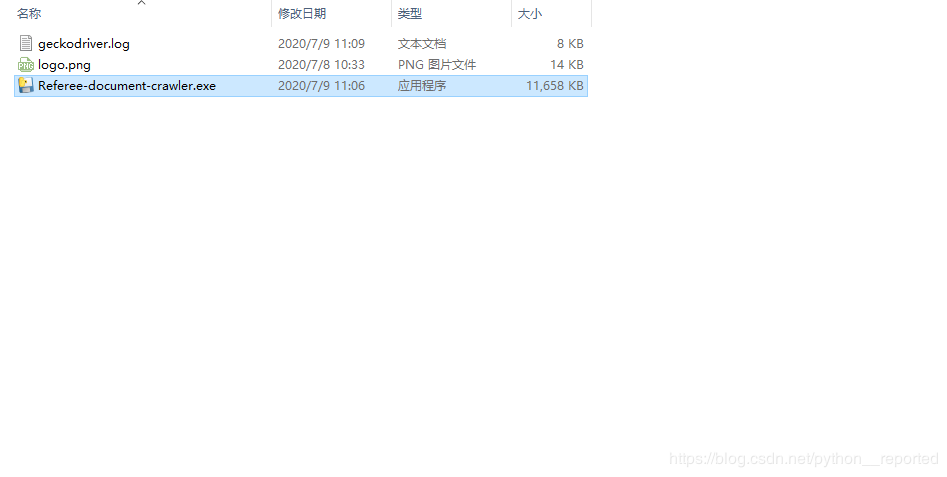 名称 修改日期 类型 大小
geckodriver.log 2020/7/9 11:09 文本文档 8 KB
logo.png 2020/7/8 10:33 PNG 图片文件 14 KB
Referee-document-crawler.exe 2020/7/9 11:06 应用程序 11,658 KB
https://blog.csdn.net/python__reported